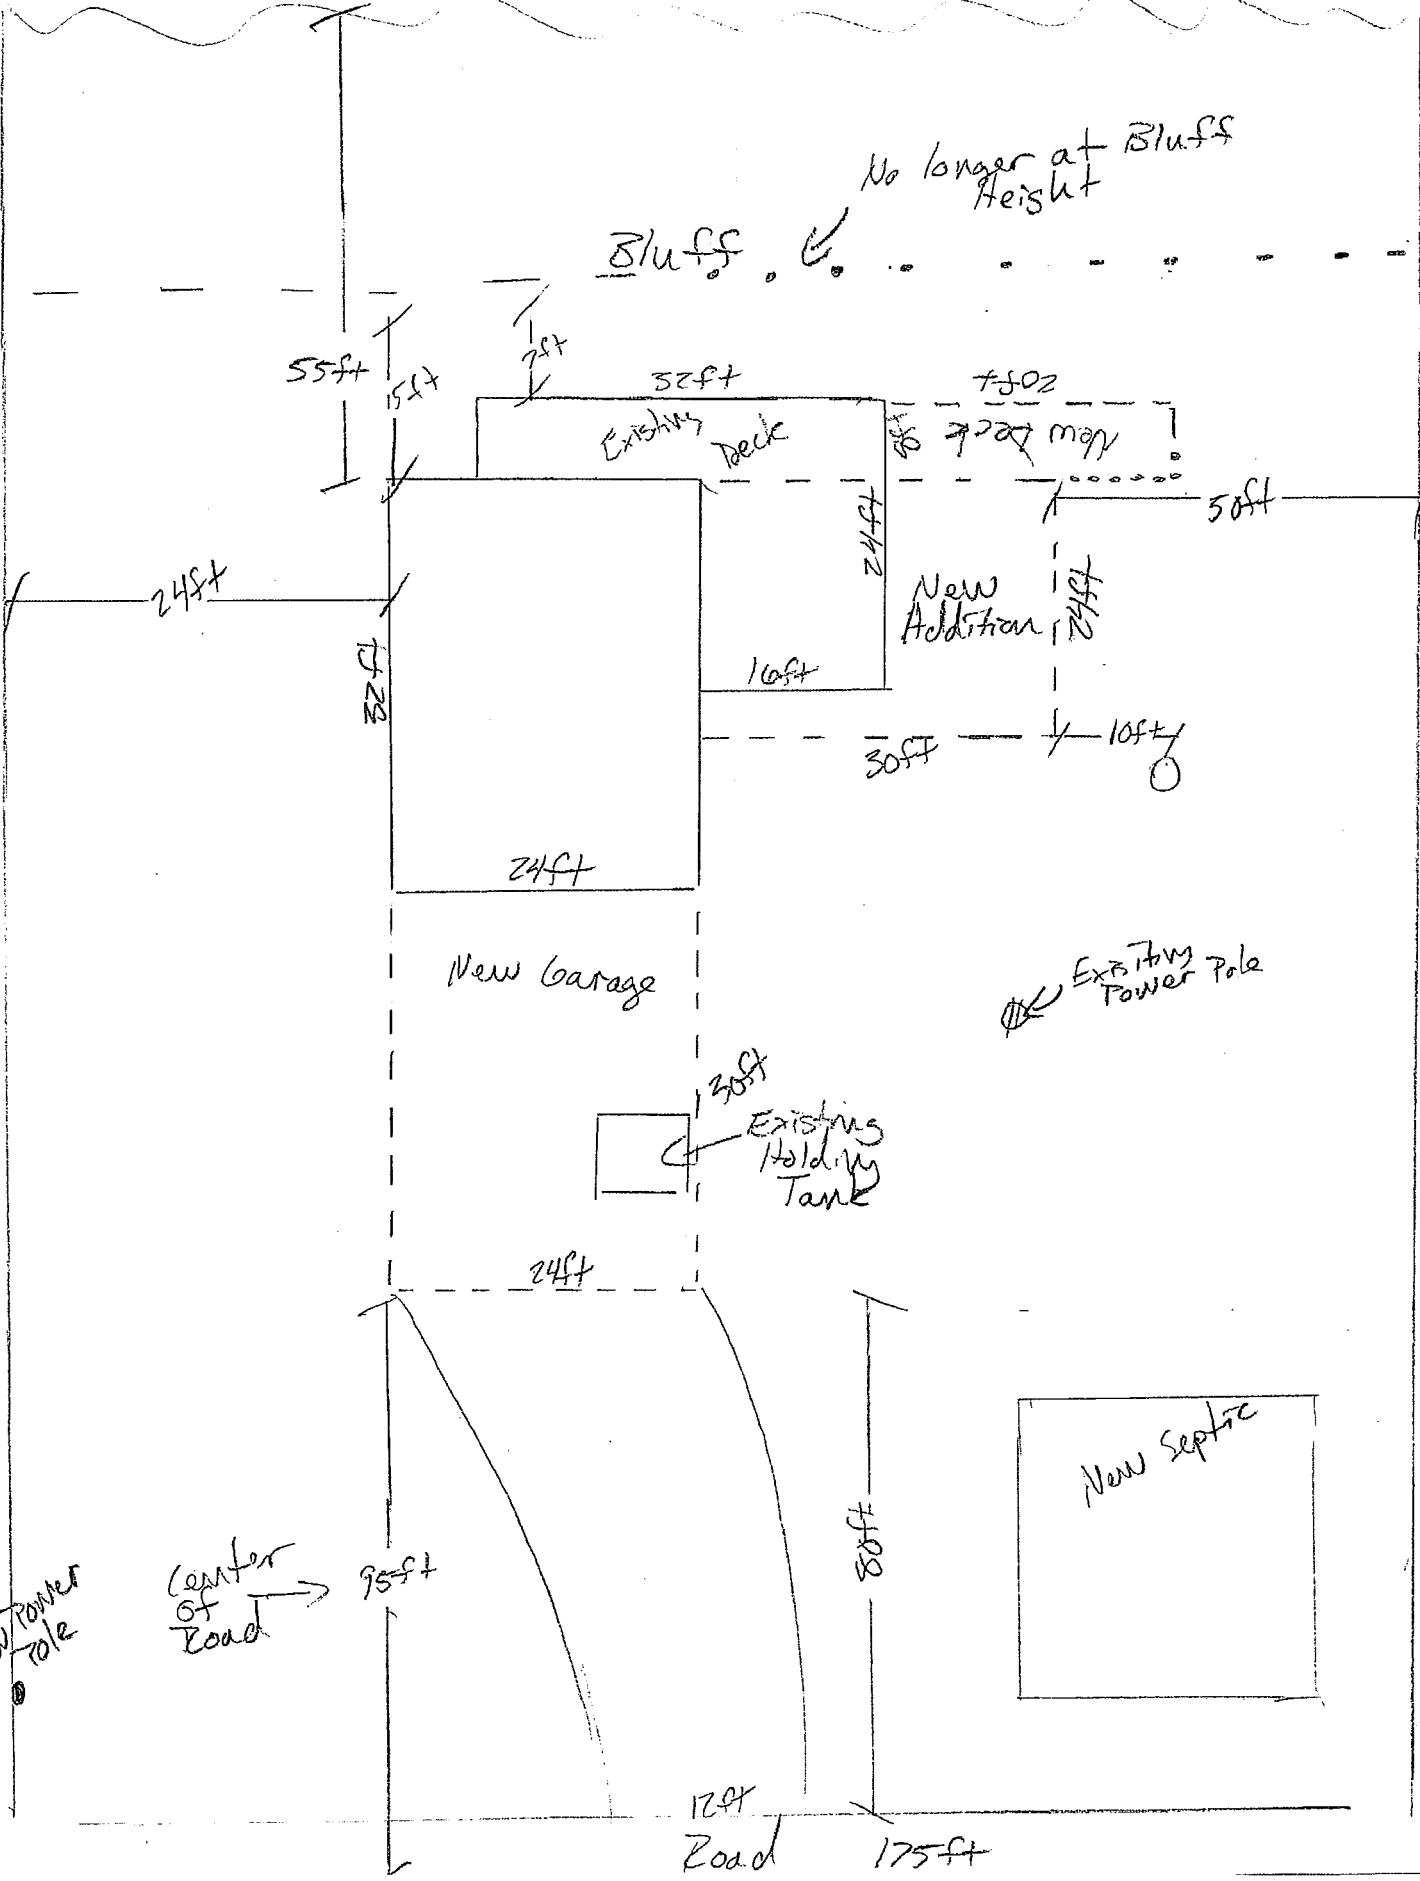 No longer at Bluff
Height
Bluff
55ft
15ft
7ft
32ft
20ft
Existing
Deck
New Deck
24ft
50ft
24ft
New
Addition
24ft
32ft
16ft
30ft
10ft
24ft
New Garage
Existing
Power Pole
30ft
Existing
Holding
Tank
24ft
New Septic
80ft
95ft
Center
of
Road
Power
Pole
12ft
Road
175ft